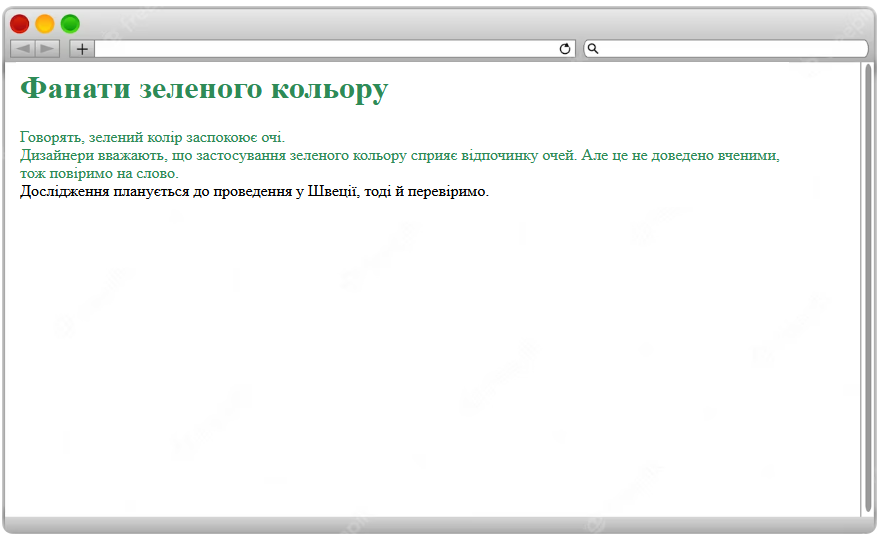 Фанати зеленого кольору
Говорять, зелений колір заспокоює очі.
Дизайнери вважають, що застосування зеленого кольору сприяє відпочинку очей. Але це не доведено вченими,
тож повіримо на слово.
Дослідження планується до проведення у Швеції, тоді й перевіримо.